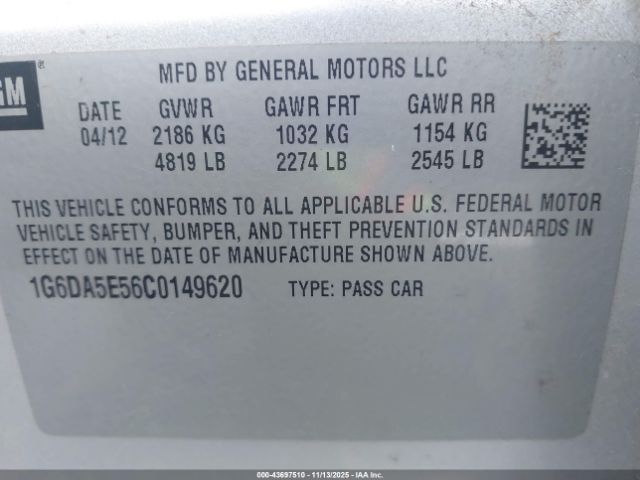 GM
MFD BY GENERAL MOTORS LLC
DATE GVWR GAWR FRT GAWR RR
04/12 2186 KG 1032 KG 1154 KG
4819 LB 2274 LB 2545 LB
THIS VEHICLE CONFORMS TO ALL APPLICABLE U.S. FEDERAL MOTOR
VEHICLE SAFETY, BUMPER, AND THEFT PREVENTION STANDARDS IN
EFFECT ON THE DATE OF MANUFACTURE SHOWN ABOVE.
1G6DA5E56C0149620 TYPE: PASS CAR
000-43697510 - 11/13/2025 - IAA Inc.